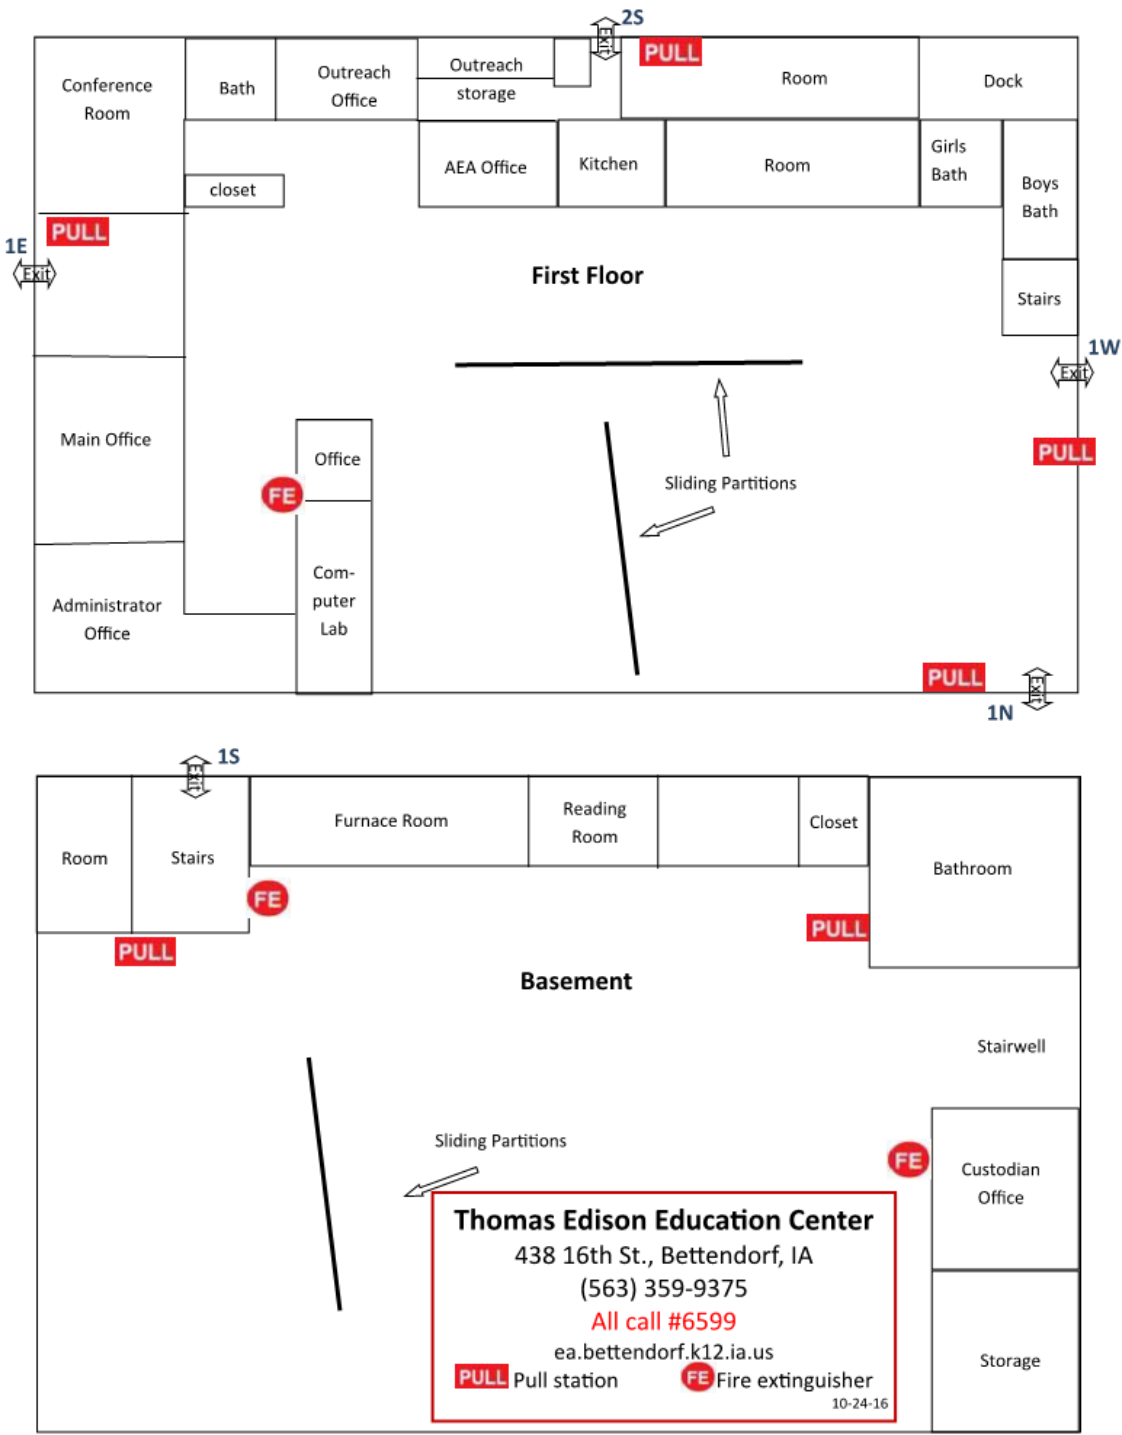 2S
Exit
PULL
Conference
Room
Bath
Outreach
Office
Outreach
storage
Room
Dock
AEA Office
Kitchen
Room
Girls
Bath
Boys
Bath
closet
PULL
1E
Exit
First Floor
Stairs
1W
Exit
Main Office
Office
FE
PULL
Sliding Partitions
Com-
puter
Lab
Administrator
Office
PULL
Exit
1N
1S
Exit
Room
Stairs
Furnace Room
Reading
Room
Closet
Bathroom
FE
PULL
PULL
Basement
Stairwell
Sliding Partitions
FE
Custodian
Office
Storage
Thomas Edison Education Center
438 16th St., Bettendorf, IA
(563) 359-9375
All call #6599
ea.bettendorf.k12.ia.us
PULL Pull station FE Fire extinguisher
10-24-16